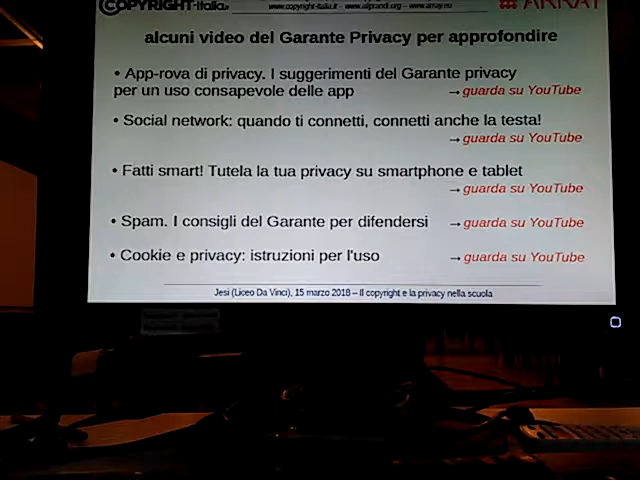 COPYRIGHT-Italia.it
www.copyright-italia.it – www.aliprandi.org – www.array.eu
ARRAY
alcuni video del Garante Privacy per approfondire
• App-rova di privacy. I suggerimenti del Garante privacy
per un uso consapevole delle app →guarda su YouTube
• Social network: quando ti connetti, connetti anche la testa!
→guarda su YouTube
• Fatti smart! Tutela la tua privacy su smartphone e tablet
→guarda su YouTube
• Spam. I consigli del Garante per difendersi →guarda su YouTube
• Cookie e privacy: istruzioni per l'uso →guarda su YouTube
Jesi (Liceo Da Vinci), 15 marzo 2018 – Il copyright e la privacy nella scuola